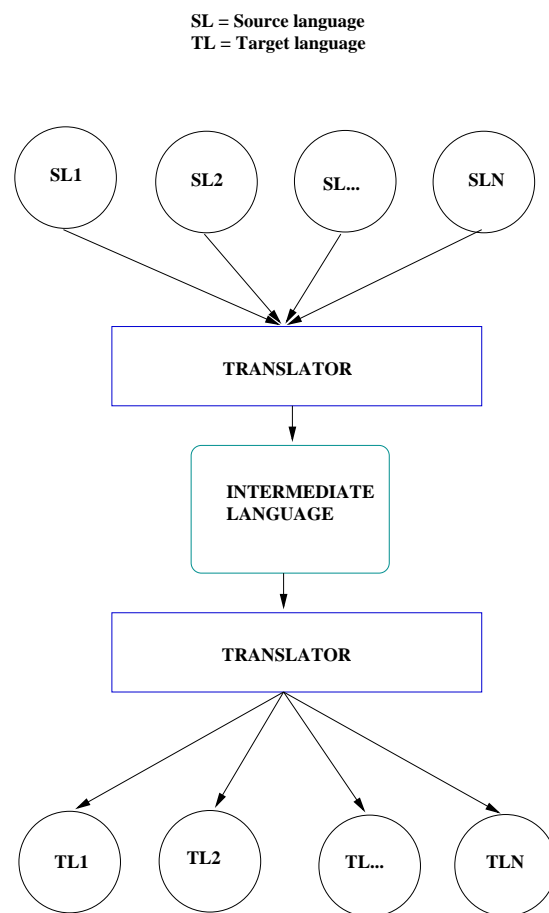 SL = Source language
TL = Target language
SL1
SL2
SL...
SLN
TRANSLATOR
INTERMEDIATE
LANGUAGE
TRANSLATOR
TL1
TL2
TL...
TLN